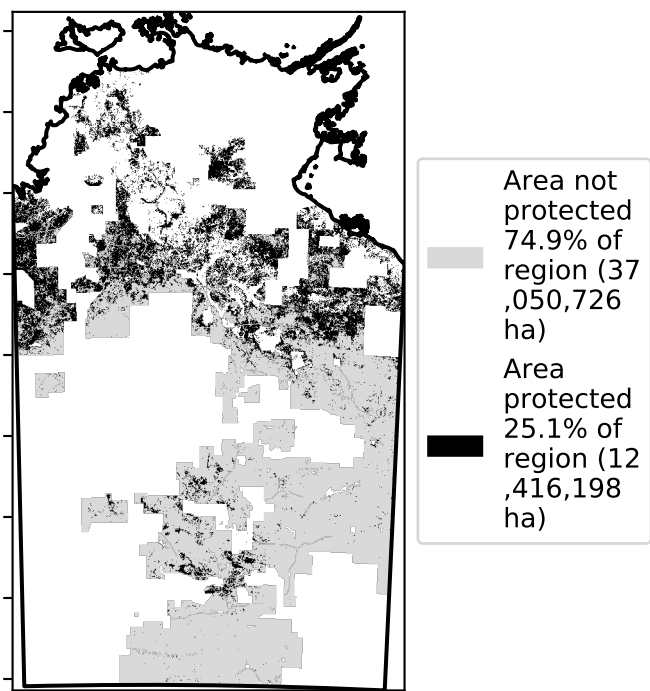 Area not
protected
74.9% of
region (37
,050,726
ha)
Area
protected
25.1% of
region (12
,416,198
ha)